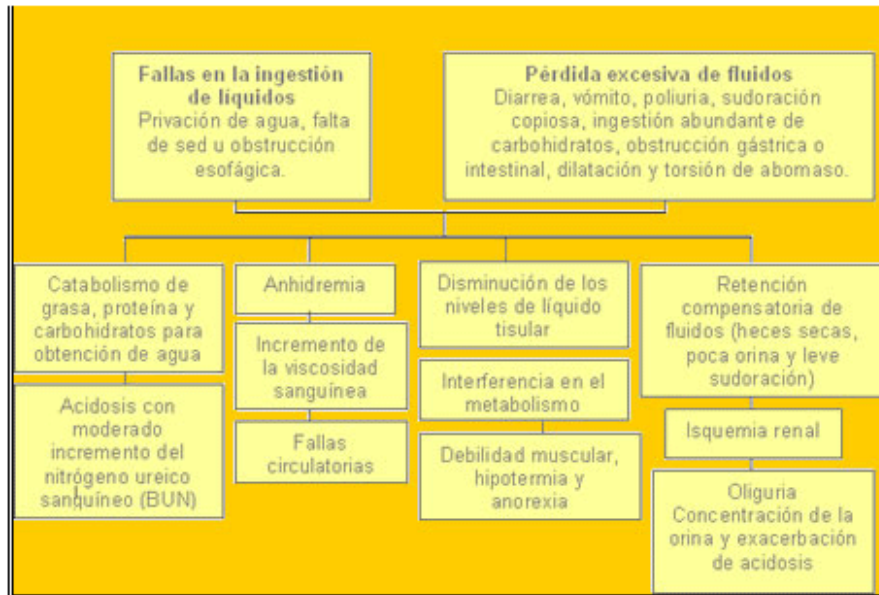 Fallas en la ingestión
de líquidos
Privación de agua, falta
de sed u obstrucción
esofágica.
Pérdida excesiva de fluidos
Diarrea, vómito, poliuria, sudoración
copiosa, ingestión abundante de
carbohidratos, obstrucción gástrica o
intestinal, dilatación y torsión de abomaso.
Catabolismo de
grasa, proteína y
carbohidratos para
obtención de agua
Acidosis con
moderado
incremento del
nitrógeno ureico
sanguíneo (BUN)
Anhidremia
Incremento de
la viscosidad
sanguínea
Fallas
circulatorias
Disminución de los
niveles de líquido
tisular
Interferencia en el
metabolismo
Debilidad muscular,
hipotermia y
anorexia
Retención
compensatoria de
fluidos (heces secas,
poca orina y leve
sudoración)
Isquemia renal
Oliguria
Concentración de la
orina y exacerbación
de acidosis